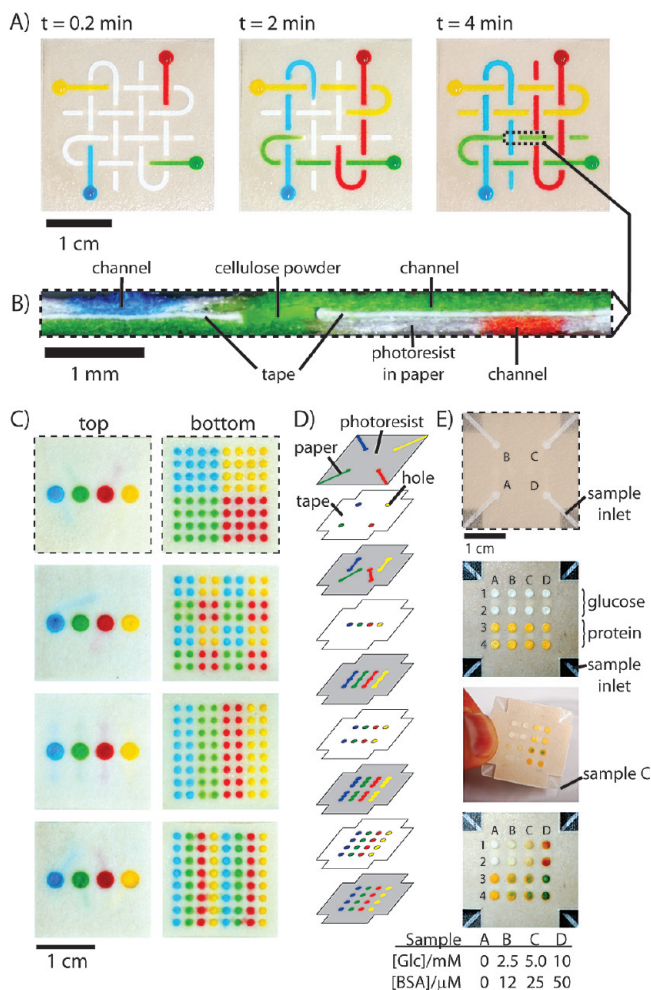 A)
t = 0.2 min
t = 2 min
t = 4 min
1 cm
channel
cellulose powder
channel
B)
1 mm
tape
photoresist
in paper
channel
C)
top
bottom
1 cm
D)
photoresist
paper
tape
hole
E)
B C
A D
sample
inlet
1 cm
A B C D
1
2
3
4
glucose
protein
sample
inlet
sample C
A B C D
1
2
3
4
Sample A B C D
[Glc]/mM 0 2.5 5.0 10
[BSA]/μM 0 12 25 50